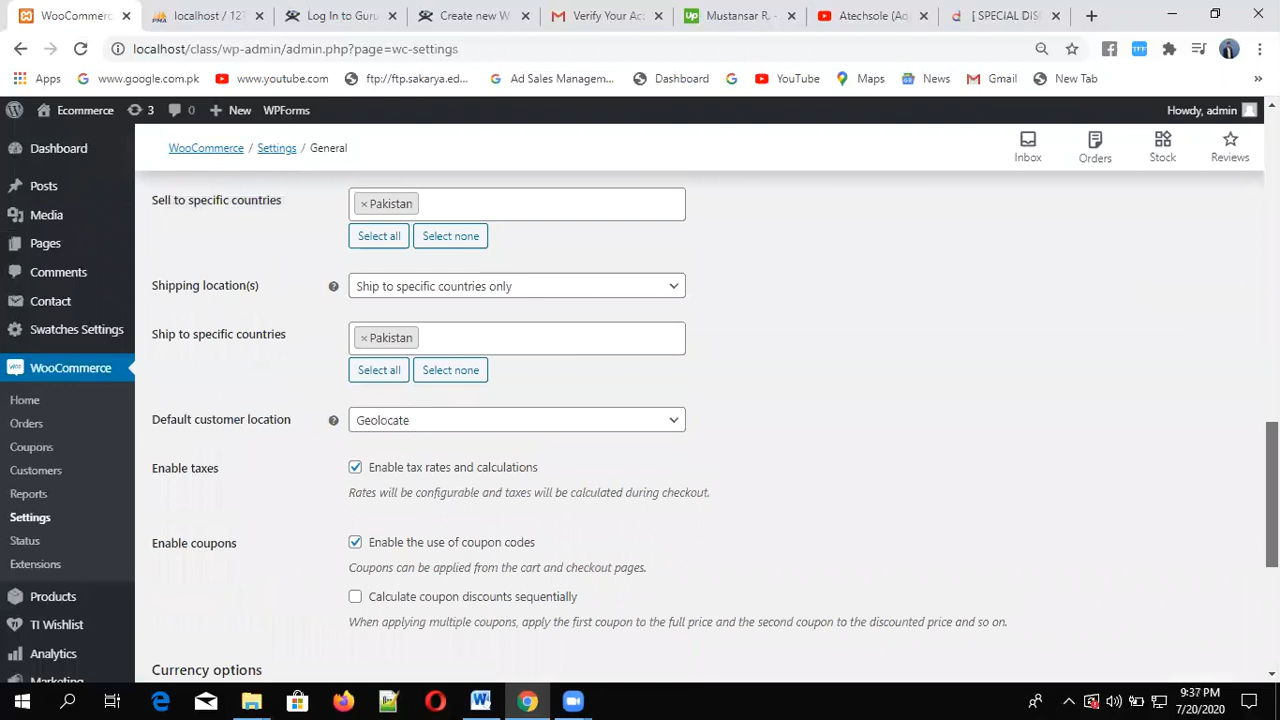 WooCommerc
localhost / 127
Log In to Guru
Create new W
Verify Your Acc
Up
Mustansar R.
Atechsole (Aq
[ SPECIAL DIS
localhost/class/wp-admin/admin.php?page=wc-settings
Apps
www.google.com.pk
www.youtube.com
ftp://ftp.sakarya.ed...
Ad Sales Managem...
Dashboard
YouTube
Maps
News
Gmail
New Tab
Ecommerce
3
0
New
WPForms
Howdy, admin
WooCommerce / Settings / General
Inbox
Orders
Stock
Reviews
Dashboard
Posts
Media
Pages
Comments
Contact
Swatches Settings
WooCommerce
Home
Orders
Coupons
Customers
Reports
Settings
Status
Extensions
Products
TI Wishlist
Analytics
Marketing
Sell to specific countries
× Pakistan
Select all
Select none
Shipping location(s)
Ship to specific countries only
Ship to specific countries
× Pakistan
Select all
Select none
Default customer location
Geolocate
Enable taxes
Enable tax rates and calculations
Rates will be configurable and taxes will be calculated during checkout.
Enable coupons
Enable the use of coupon codes
Coupons can be applied from the cart and checkout pages.
Calculate coupon discounts sequentially
When applying multiple coupons, apply the first coupon to the full price and the second coupon to the discounted price and so on.
Currency options
9:37 PM
7/20/2020